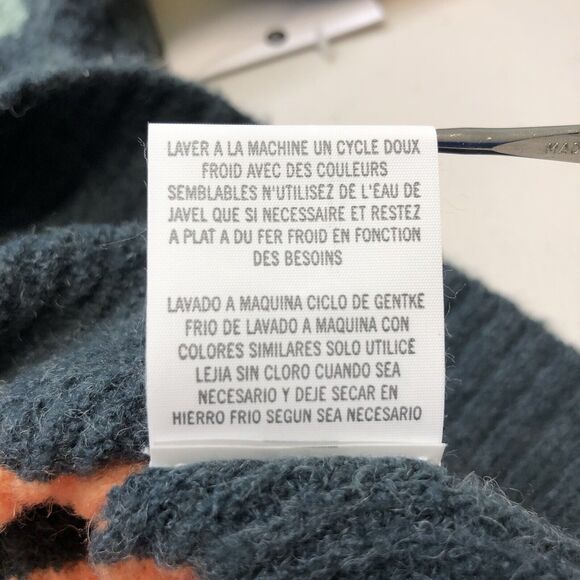 LAVER A LA MACHINE UN CYCLE DOUX
FROID AVEC DES COULEURS
SEMBLABLES N'UTILISEZ DE L'EAU DE
JAVEL QUE SI NECESSAIRE ET RESTEZ
A PLAT A DU FER FROID EN FONCTION
DES BESOINS
LAVADO A MAQUINA CICLO DE GENTKE
FRIO DE LAVADO A MAQUINA CON
COLORES SIMILARES SOLO UTILICE
LEJIA SIN CLORO CUANDO SEA
NECESARIO Y DEJE SECAR EN
HIERRO FRIO SEGUN SEA NECESARIO